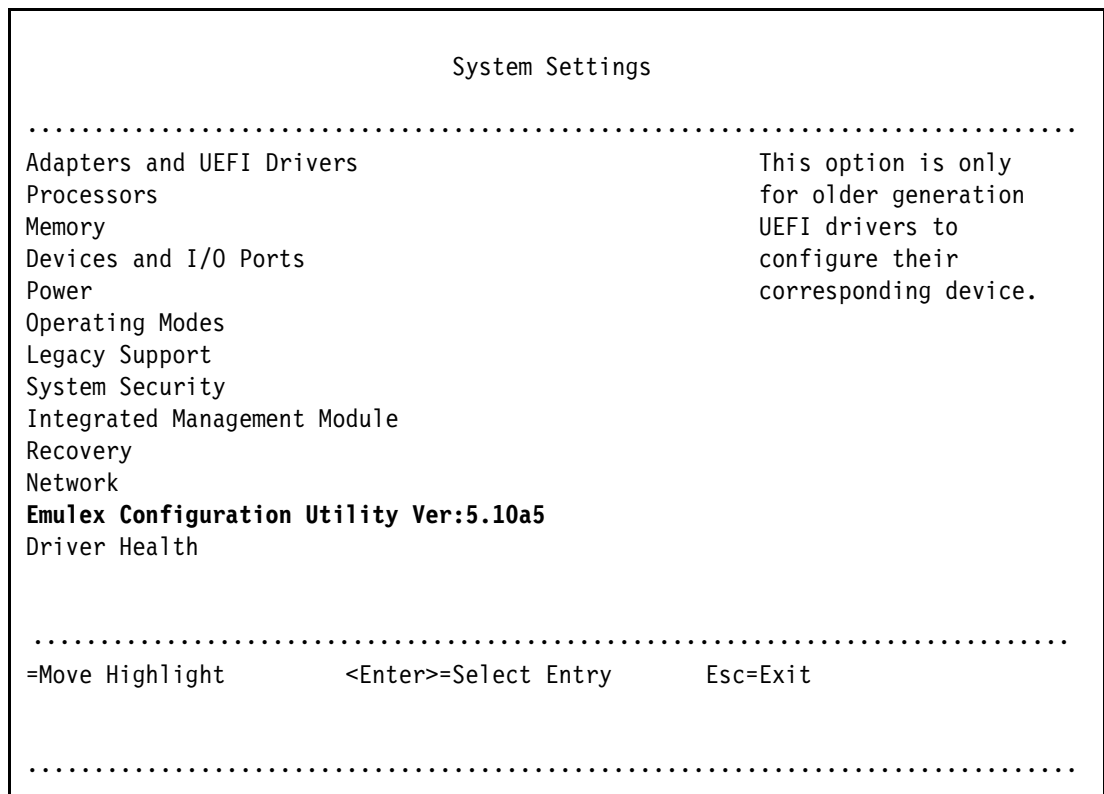 System Settings
................................................................................
Adapters and UEFI Drivers This option is only
Processors for older generation
Memory UEFI drivers to
Devices and I/O Ports configure their
Power corresponding device.
Operating Modes
Legacy Support
System Security
Integrated Management Module
Recovery
Network
Emulex Configuration Utility Ver:5.10a5
Driver Health
...............................................................................
=Move Highlight <Enter>=Select Entry Esc=Exit
................................................................................